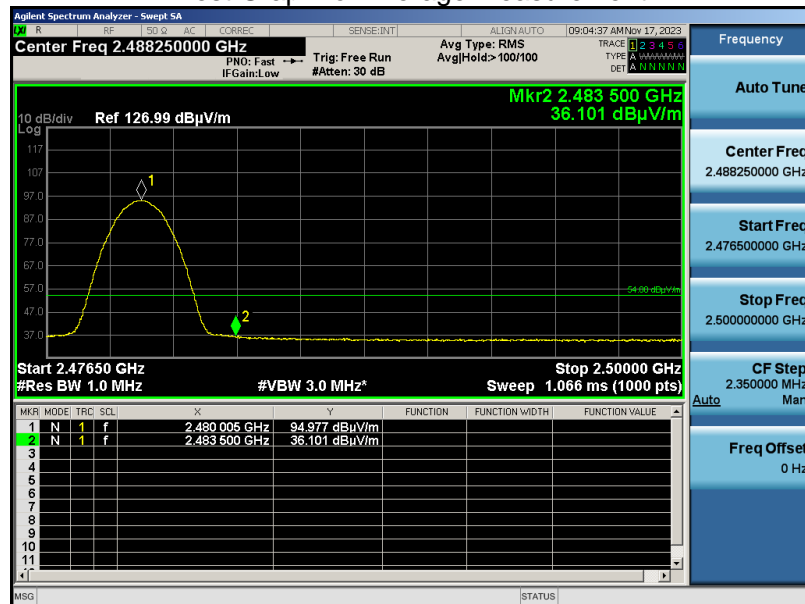 Agilent Spectrum Analyzer - Swept SA
LXI R RF 50 Ω AC CORREC SENSE:INT ALIGN AUTO 09:04:37 AM Nov 17, 2023
Center Freq 2.488250000 GHz
PNO: Fast
IFGain:Low
Trig: Free Run
#Atten: 30 dB
Avg Type: RMS
Avg|Hold:>100/100
TRACE 1 2 3 4 5 6
TYPE A WWWWW
DET A N N N N N
Mkr2 2.483 500 GHz
36.101 dBµV/m
10 dB/div Ref 126.99 dBµV/m
Log
117
107
97.0
87.0
77.0
67.0
57.0
47.0
37.0
1
2
54.00 dBµV/m
Start 2.47650 GHz Stop 2.50000 GHz
#Res BW 1.0 MHz #VBW 3.0 MHz* Sweep 1.066 ms (1000 pts)
MKR MODE TRC SCL X Y FUNCTION FUNCTION WIDTH FUNCTION VALUE
1 N 1 f 2.480 005 GHz 94.977 dBµV/m
2 N 1 f 2.483 500 GHz 36.101 dBµV/m
3
4
5
6
7
8
9
10
11
MSG STATUS
Frequency
Auto Tune
Center Freq
2.488250000 GHz
Start Freq
2.476500000 GHz
Stop Freq
2.500000000 GHz
CF Step
2.350000 MHz
Auto Man
Freq Offset
0 Hz